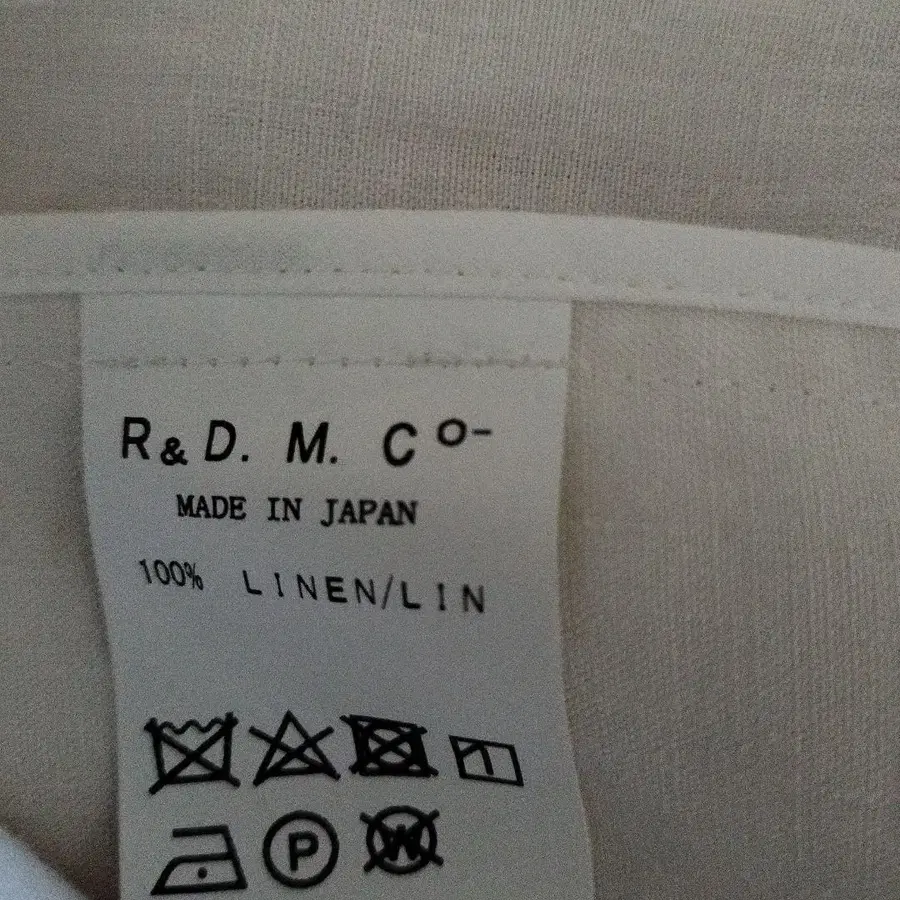 R & D. M. Co-
MADE IN JAPAN
100% LINEN/LIN
P W